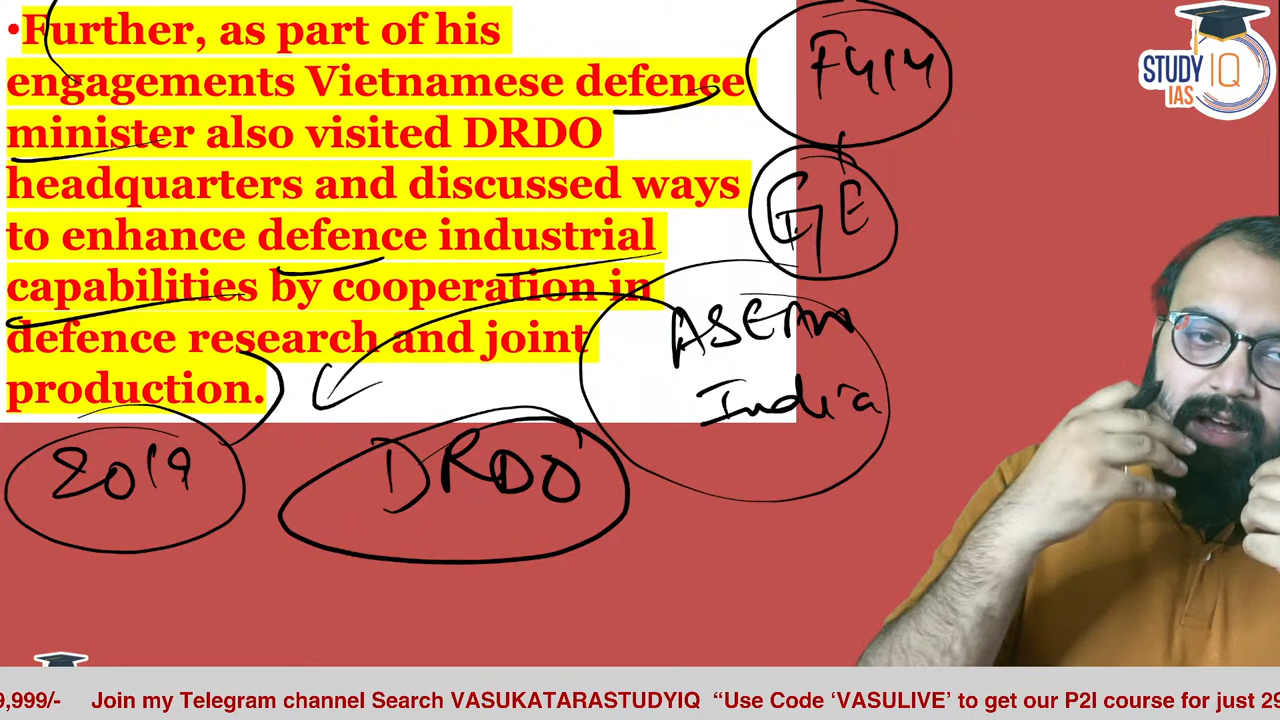 •Further, as part of his
engagements Vietnamese defence
minister also visited DRDO
headquarters and discussed ways
to enhance defence industrial
capabilities by cooperation in
defence research and joint
production.
F414
GE
ASEAN
India
2019
DRDO
STUDY IQ
IAS
9,999/- Join my Telegram channel Search VASUKATARASTUDYIQ “Use Code ‘VASULIVE’ to get our P2I course for just 29